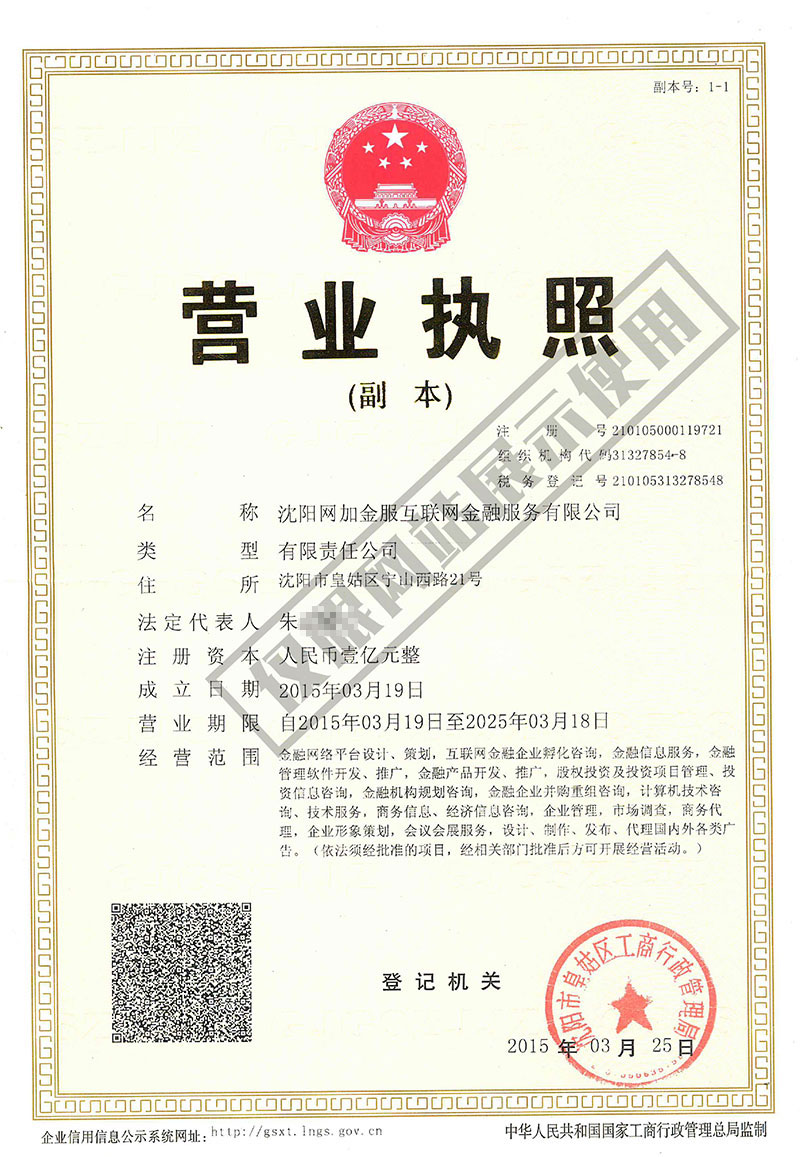 副本号：1-1
营业执照
(副 本)
注 册 号 210105000119721
组织机构代码31327854-8
税务登记号 210105313278548
名 称 沈阳网加金服互联网金融服务有限公司
类 型 有限责任公司
住 所 沈阳市皇姑区宁山西路21号
法定代表人 朱
注册资本 人民币壹亿元整
成立日期 2015年03月19日
营业期限 自2015年03月19日至2025年03月18日
经营范围 金融网络平台设计、策划，互联网金融企业孵化咨询，金融信息服务，金融
管理软件开发、推广，金融产品开发、推广，股权投资及投资项目管理、投
资信息咨询，金融机构规划咨询，金融企业并购重组咨询，计算机技术咨
询、技术服务，商务信息、经济信息咨询，企业管理，市场调查，商务代
理，企业形象策划，会议会展服务，设计、制作、发布、代理国内外各类广
告。（依法须经批准的项目，经相关部门批准后方可开展经营活动。）
仅限网站展示使用
登记机关
沈阳市皇姑区工商行政管理局
2015 年 03 月 25 日
企业信用信息公示系统网址：http://gsxt.lngs.gov.cn
中华人民共和国国家工商行政管理总局监制